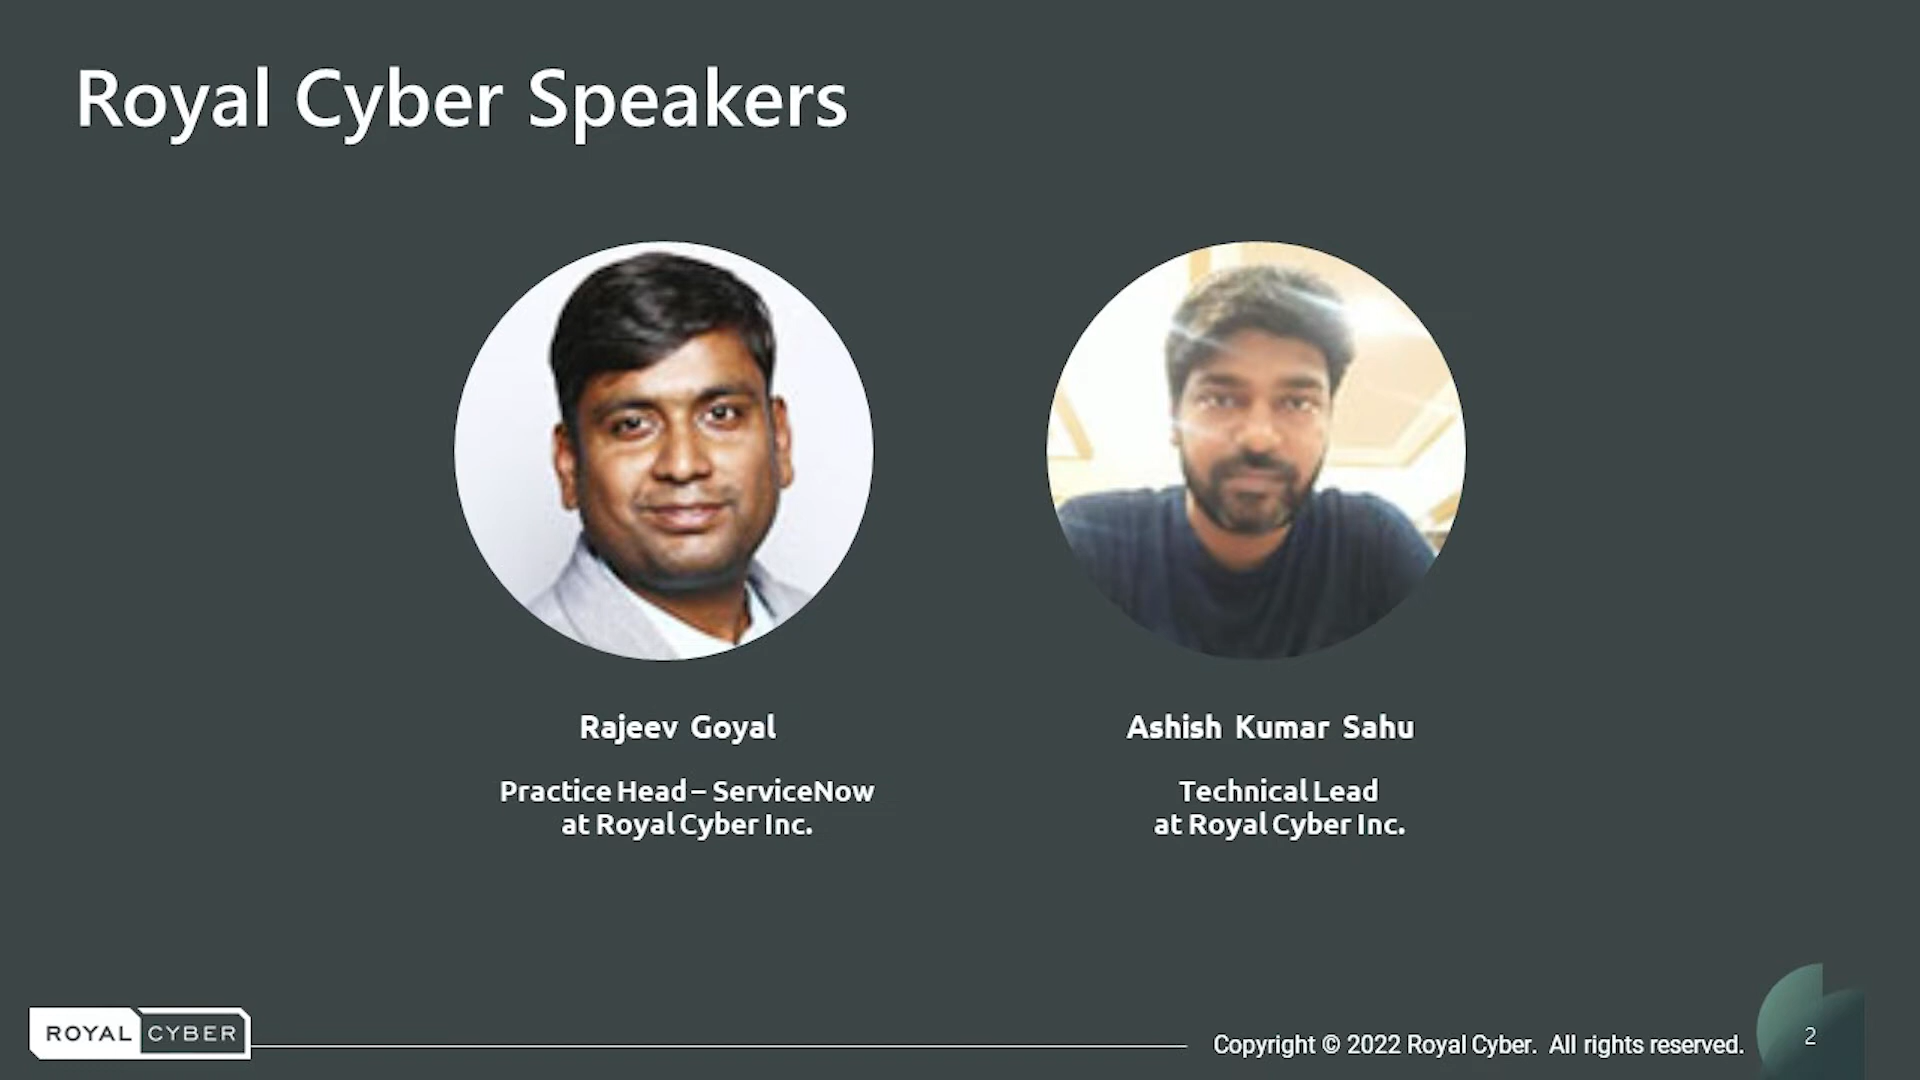 Royal Cyber Speakers
Rajeev Goyal
Practice Head – ServiceNow
at Royal Cyber Inc.
Ashish Kumar Sahu
Technical Lead
at Royal Cyber Inc.
ROYAL CYBER
Copyright © 2022 Royal Cyber. All rights reserved.
2